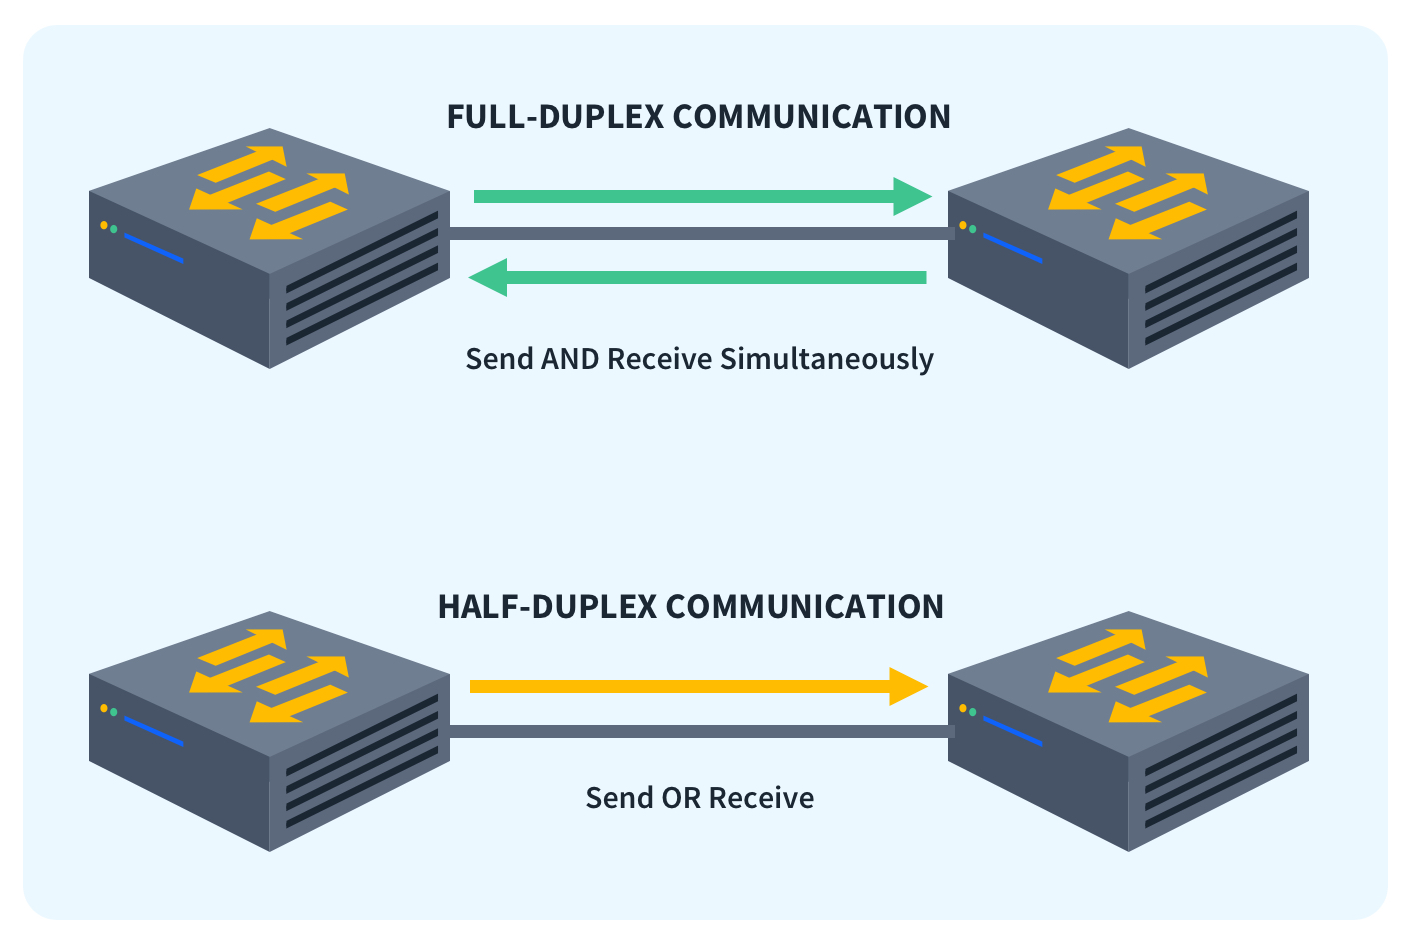 FULL-DUPLEX COMMUNICATION
Send AND Receive Simultaneously
HALF-DUPLEX COMMUNICATION
Send OR Receive